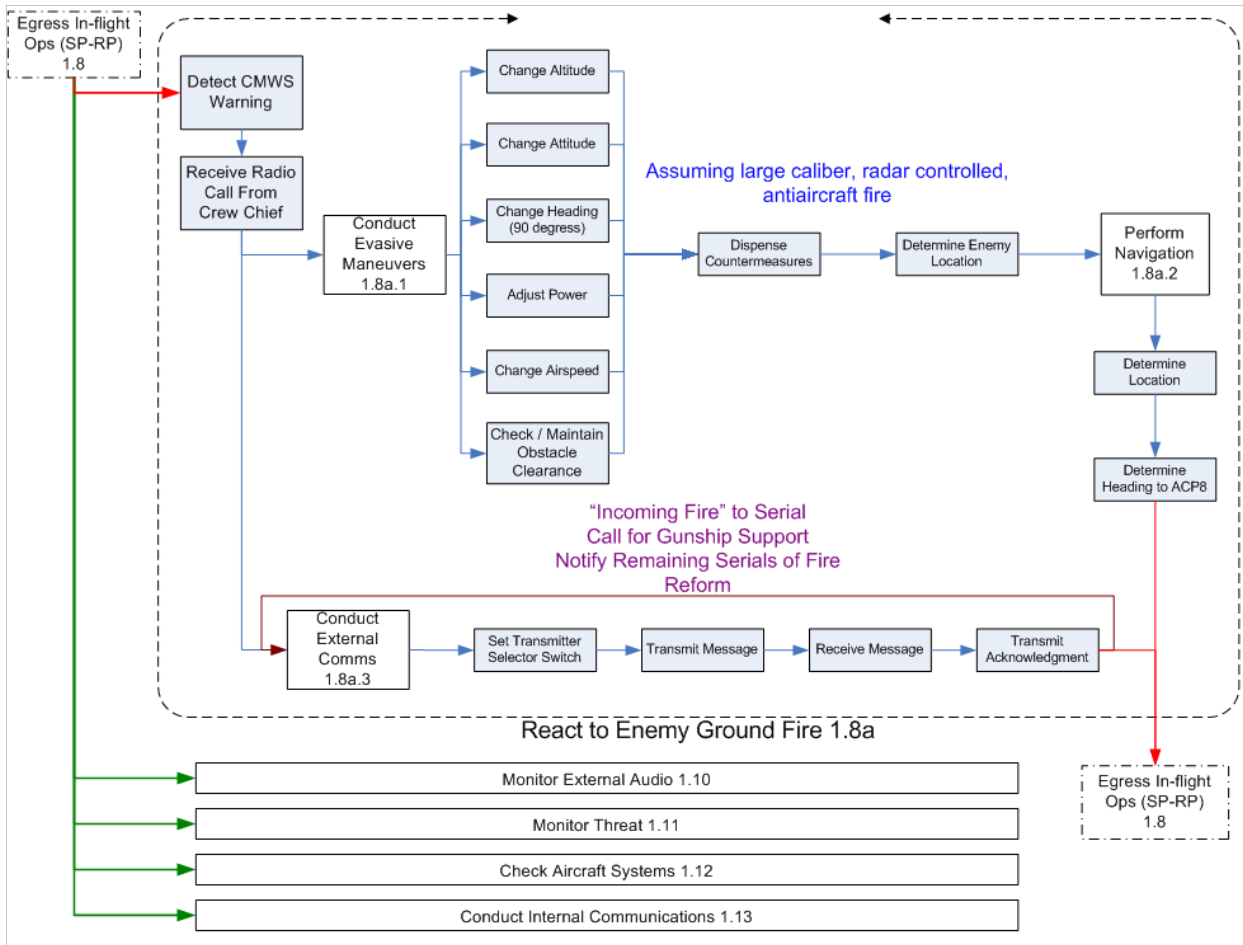 Egress In-flight
Ops (SP-RP)
1.8
Detect CMWS
Warning
Receive Radio
Call From
Crew Chief
Conduct
Evasive
Maneuvers
1.8a.1
Change Altitude
Change Attitude
Change Heading
(90 degress)
Adjust Power
Change Airspeed
Check / Maintain
Obstacle
Clearance
Assuming large caliber, radar controlled,
antiaircraft fire
Dispense
Countermeasures
Determine Enemy
Location
Perform
Navigation
1.8a.2
Determine
Location
Determine
Heading to ACP8
“Incoming Fire” to Serial
Call for Gunship Support
Notify Remaining Serials of Fire
Reform
Conduct
External
Comms
1.8a.3
Set Transmitter
Selector Switch
Transmit Message
Receive Message
Transmit
Acknowledgment
React to Enemy Ground Fire 1.8a
Monitor External Audio 1.10
Monitor Threat 1.11
Check Aircraft Systems 1.12
Conduct Internal Communications 1.13
Egress In-flight
Ops (SP-RP)
1.8